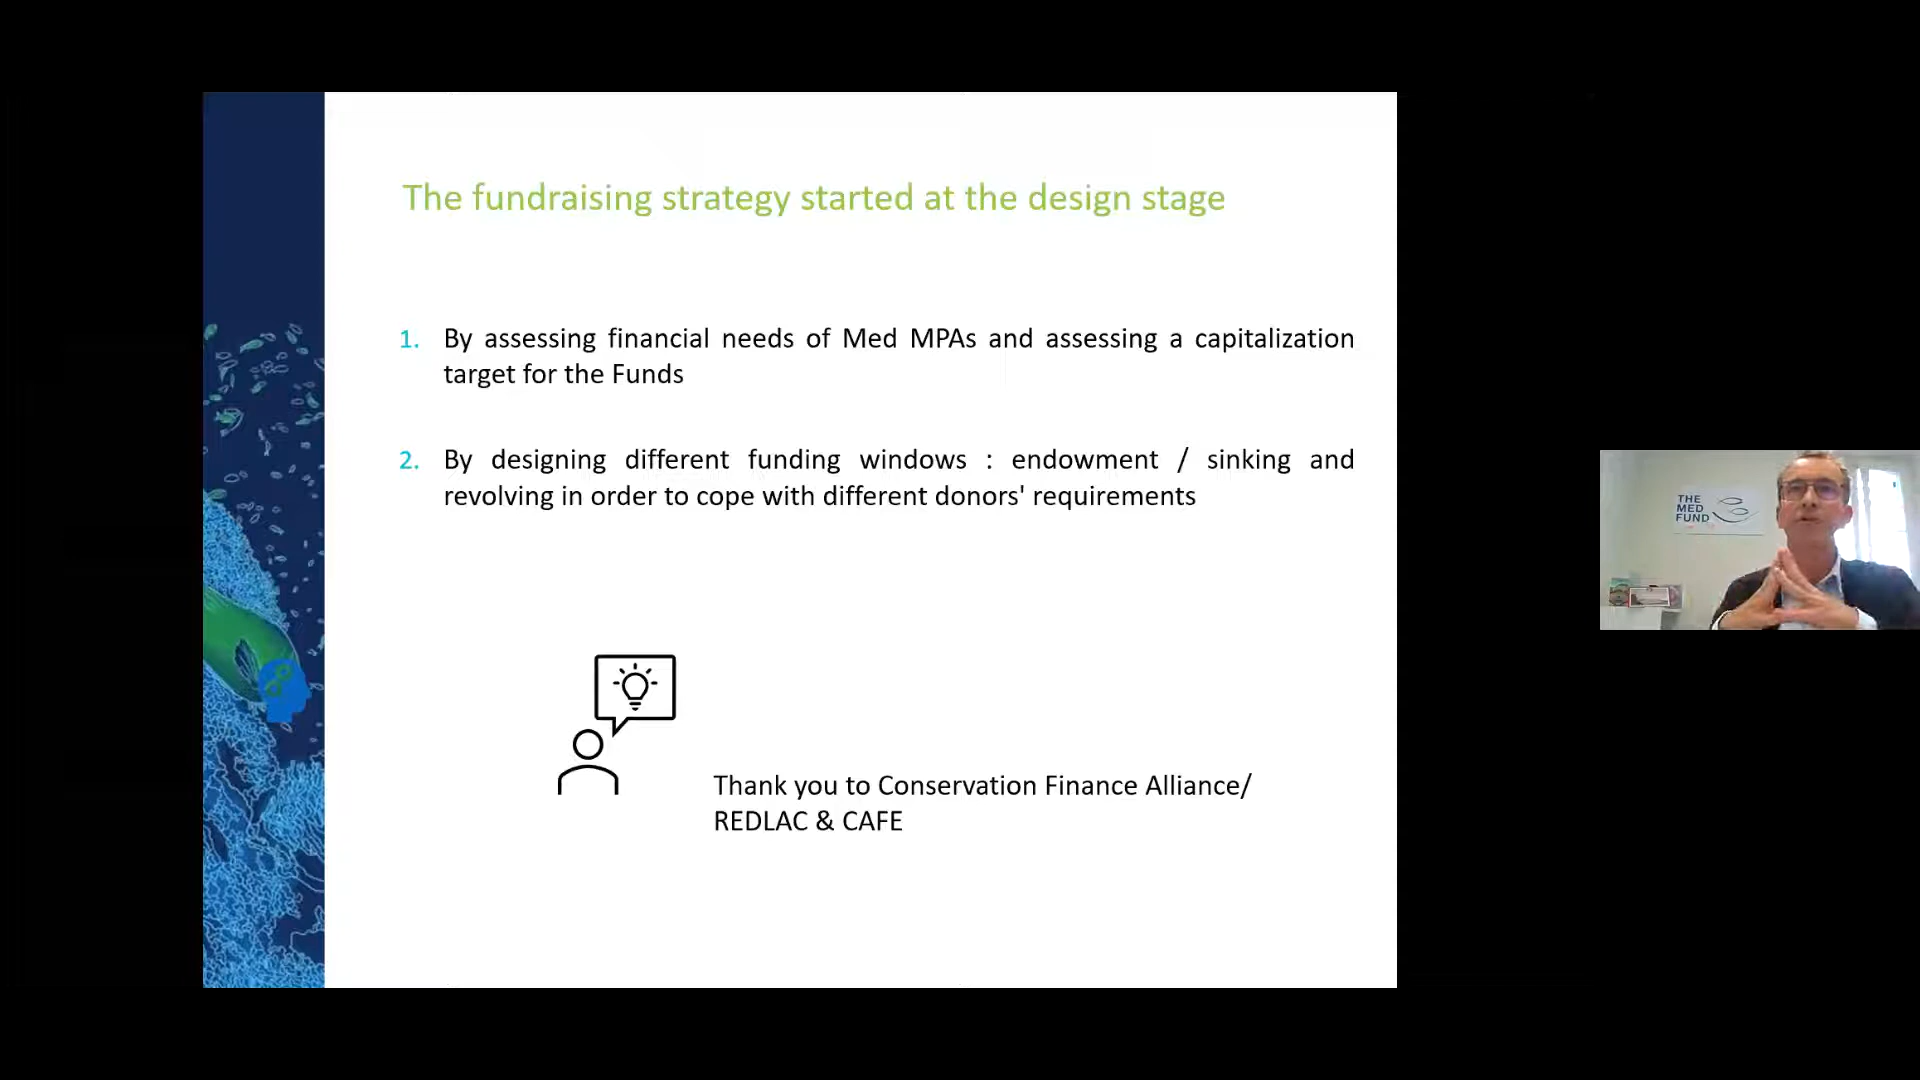 The fundraising strategy started at the design stage
1. By assessing financial needs of Med MPAs and assessing a capitalization
target for the Funds
2. By designing different funding windows : endowment / sinking and
revolving in order to cope with different donors' requirements
Thank you to Conservation Finance Alliance/
REDLAC & CAFE
THE
MED
FUND